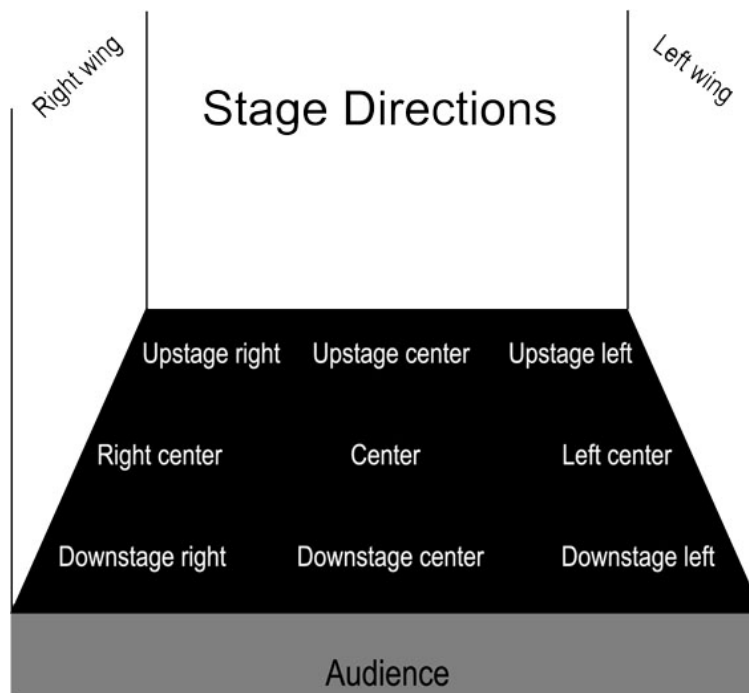 Right wing
Left wing
Stage Directions
Upstage right Upstage center Upstage left
Right center Center Left center
Downstage right Downstage center Downstage left
Audience